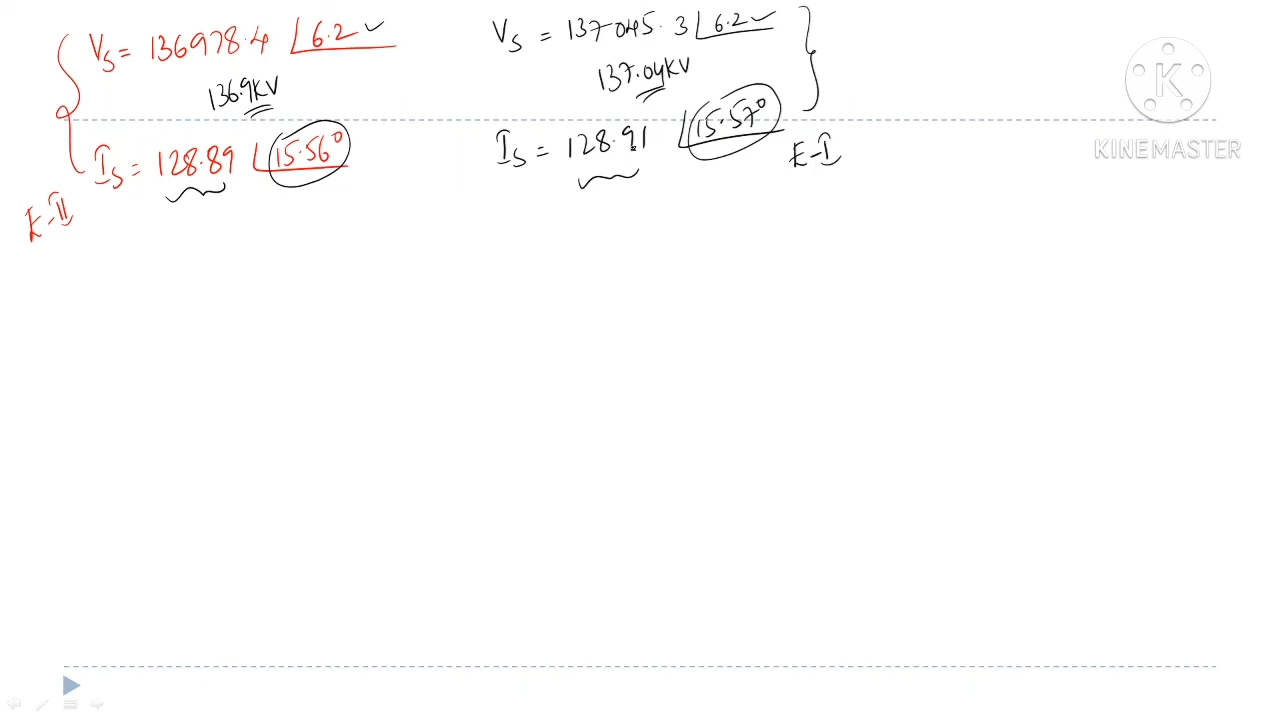 Vs = 136978.4 ∠6.2 ✓
136.9KV
Is = 128.89 ∠15.56°
E-II
Vs = 137045.3 ∠6.2 ✓
137.04KV
Is = 128.91 ∠15.57°
E-I
K
KINEMASTER